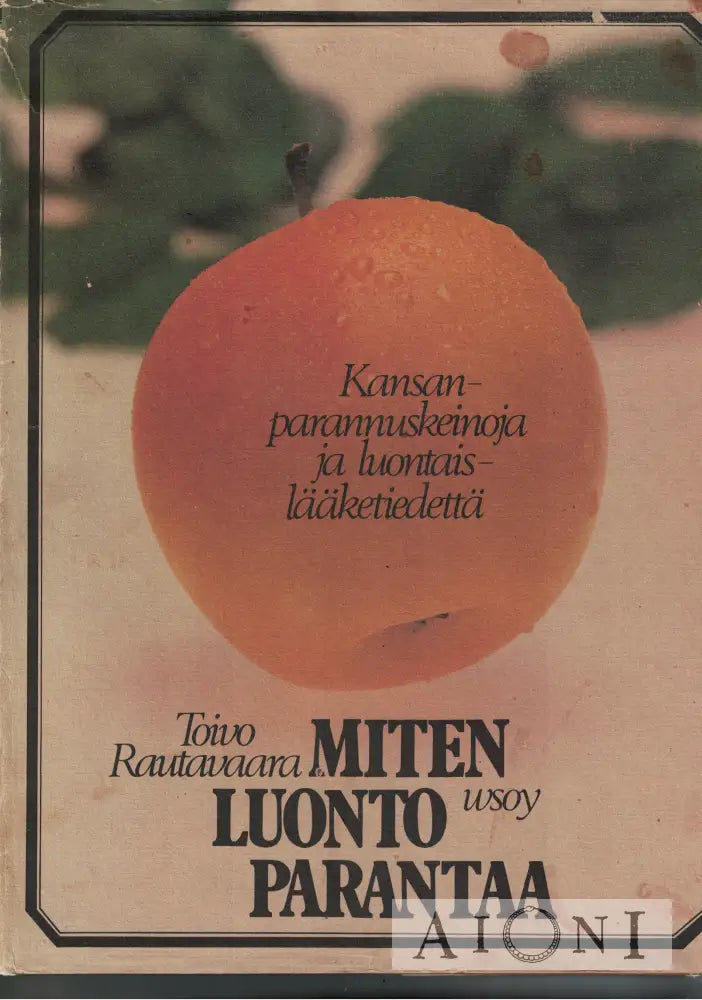 Kansan-
parannuskeinoja
ja luontais-
lääketiedettä
Toivo
Rautavaara MITEN
LUONTO wsoy
PARANTAA
AIONI